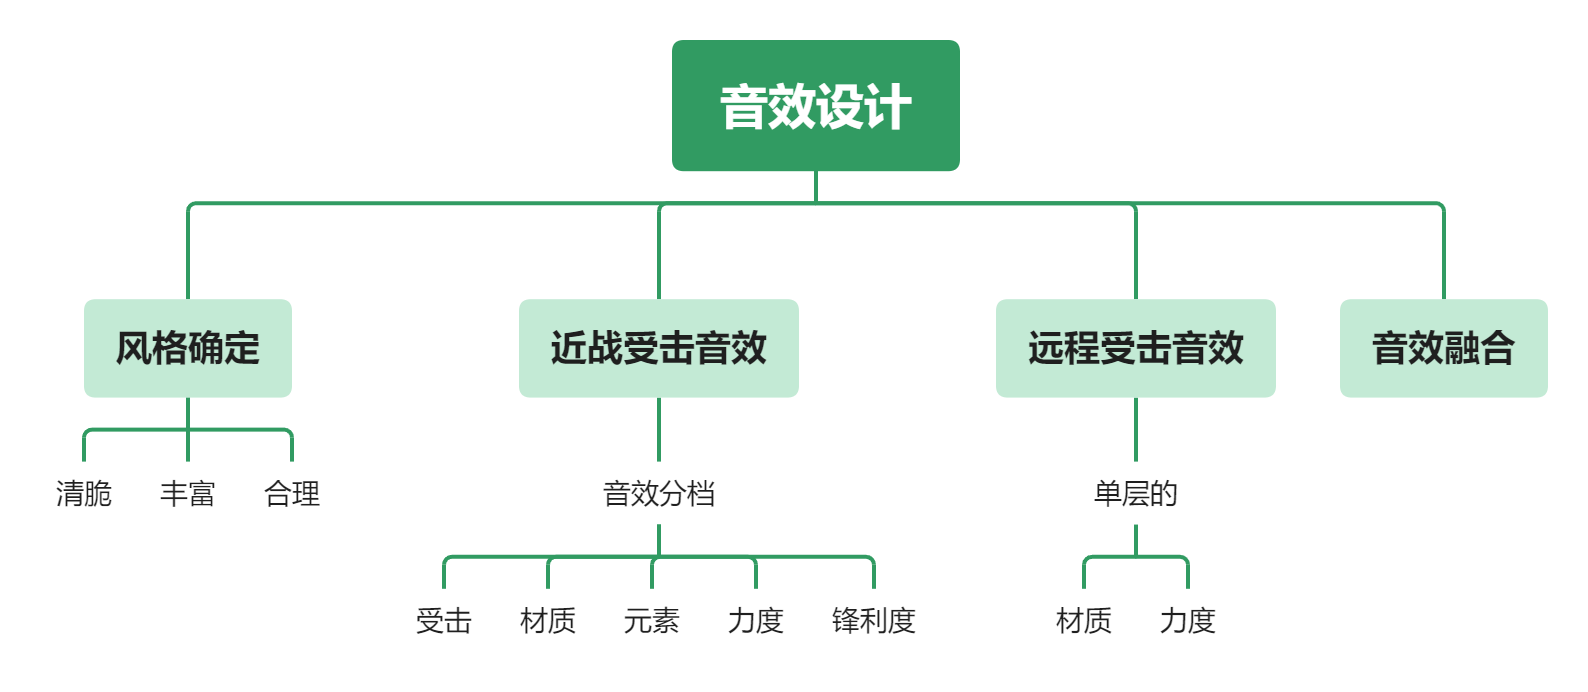 音效设计
风格确定
近战受击音效
远程受击音效
音效融合
清脆
丰富
合理
音效分档
单层的
受击
材质
元素
力度
锋利度
材质
力度